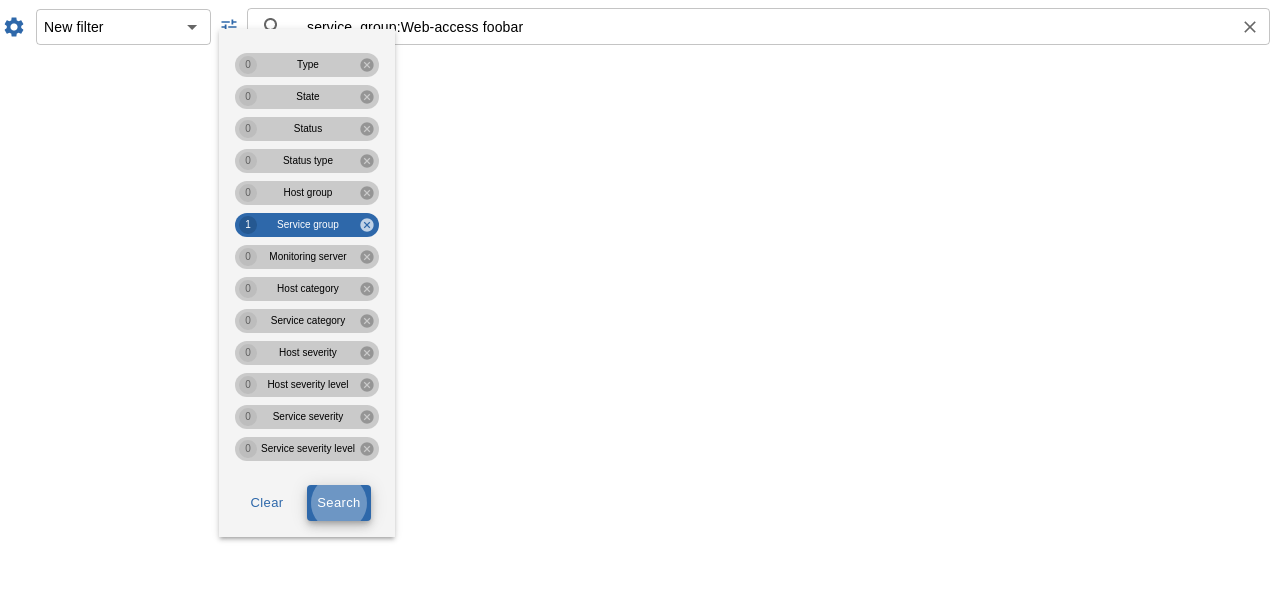 New filter
service_group:Web-access foobar
0 Type
0 State
0 Status
0 Status type
0 Host group
1 Service group
0 Monitoring server
0 Host category
0 Service category
0 Host severity
0 Host severity level
0 Service severity
0 Service severity level
Clear Search